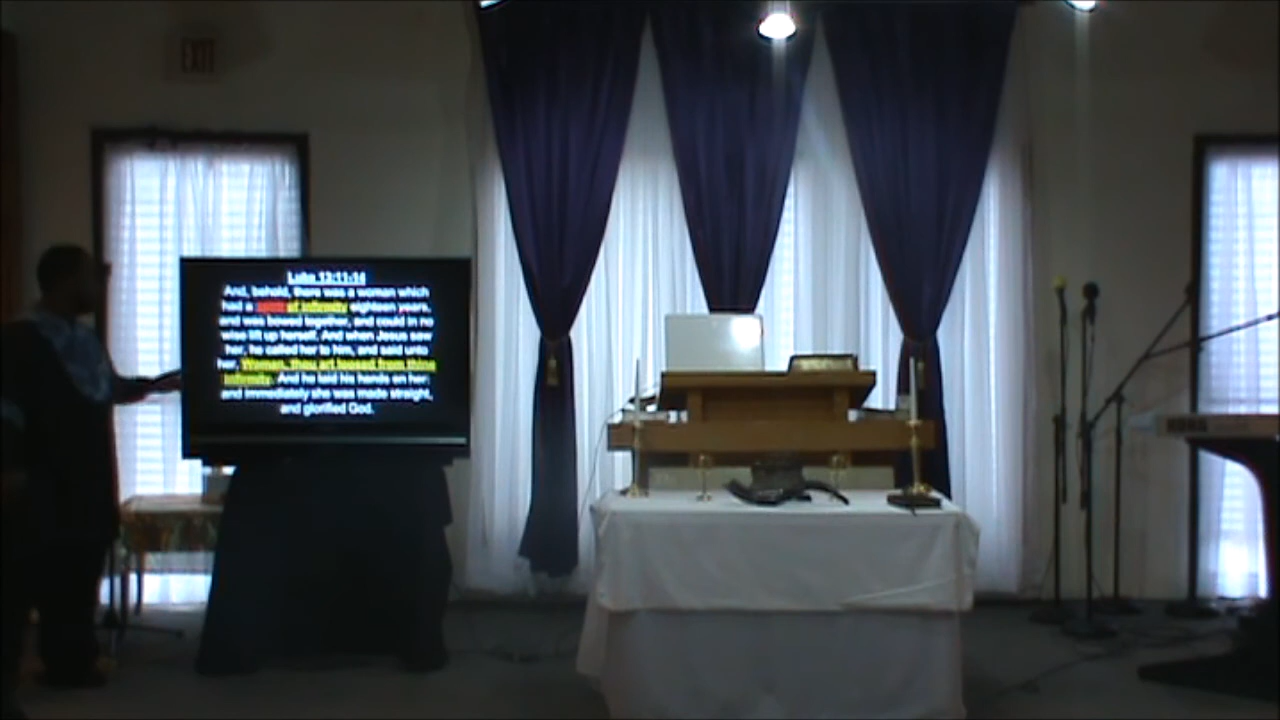 Luke 13:11-14
And, behold, there was a woman which
had a spirit of infirmity eighteen years,
and was bowed together, and could in no
wise lift up herself. And when Jesus saw
her, he called her to him, and said unto
her, Woman, thou art loosed from thine
infirmity. And he laid his hands on her:
and immediately she was made straight,
and glorified God.